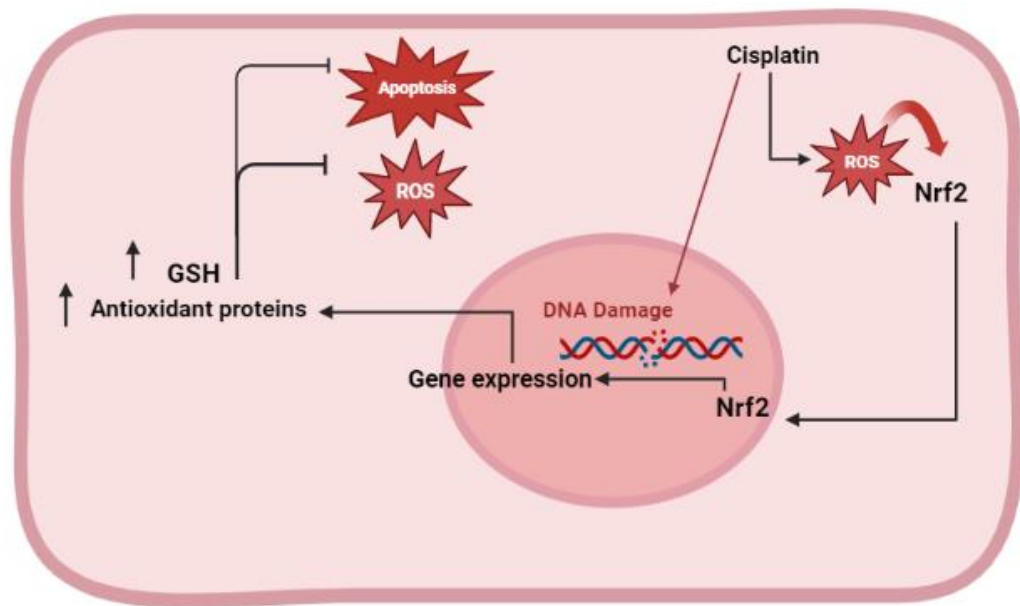 Cisplatin
Apoptosis
ROS
ROS
Nrf2
GSH
Antioxidant proteins
DNA Damage
Gene expression
Nrf2